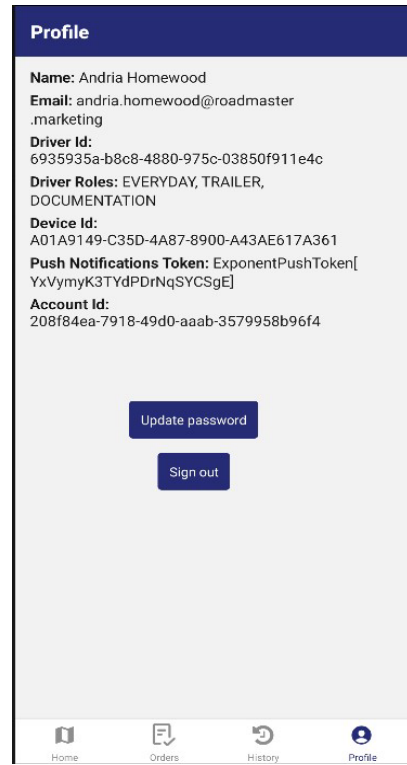 Profile
Name: Andria Homewood
Email: andria.homewood@roadmaster
.marketing
Driver Id:
6935935a-b8c8-4880-975c-03850f911e4c
Driver Roles: EVERYDAY, TRAILER,
DOCUMENTATION
Device Id:
A01A9149-C35D-4A87-8900-A43AE617A361
Push Notifications Token: ExponentPushToken[
YxVymyK3TYdPDrNqSYCSgE]
Account Id:
208f84ea-7918-49d0-aaab-3579958b96f4
Update password
Sign out
Home Orders History Profile